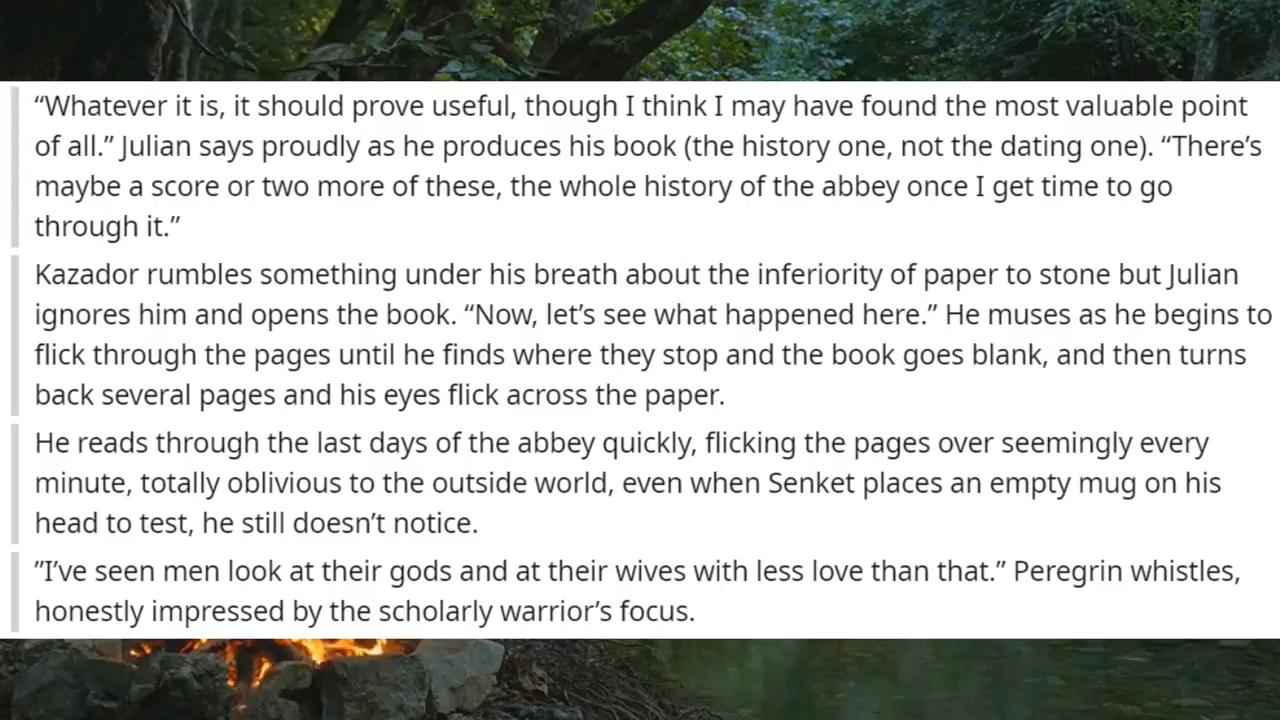 “Whatever it is, it should prove useful, though I think I may have found the most valuable point
of all.” Julian says proudly as he produces his book (the history one, not the dating one). “There’s
maybe a score or two more of these, the whole history of the abbey once I get time to go
through it.”
Kazador rumbles something under his breath about the inferiority of paper to stone but Julian
ignores him and opens the book. “Now, let’s see what happened here.” He muses as he begins to
flick through the pages until he finds where they stop and the book goes blank, and then turns
back several pages and his eyes flick across the paper.
He reads through the last days of the abbey quickly, flicking the pages over seemingly every
minute, totally oblivious to the outside world, even when Senket places an empty mug on his
head to test, he still doesn’t notice.
”I’ve seen men look at their gods and at their wives with less love than that.” Peregrin whistles,
honestly impressed by the scholarly warrior’s focus.